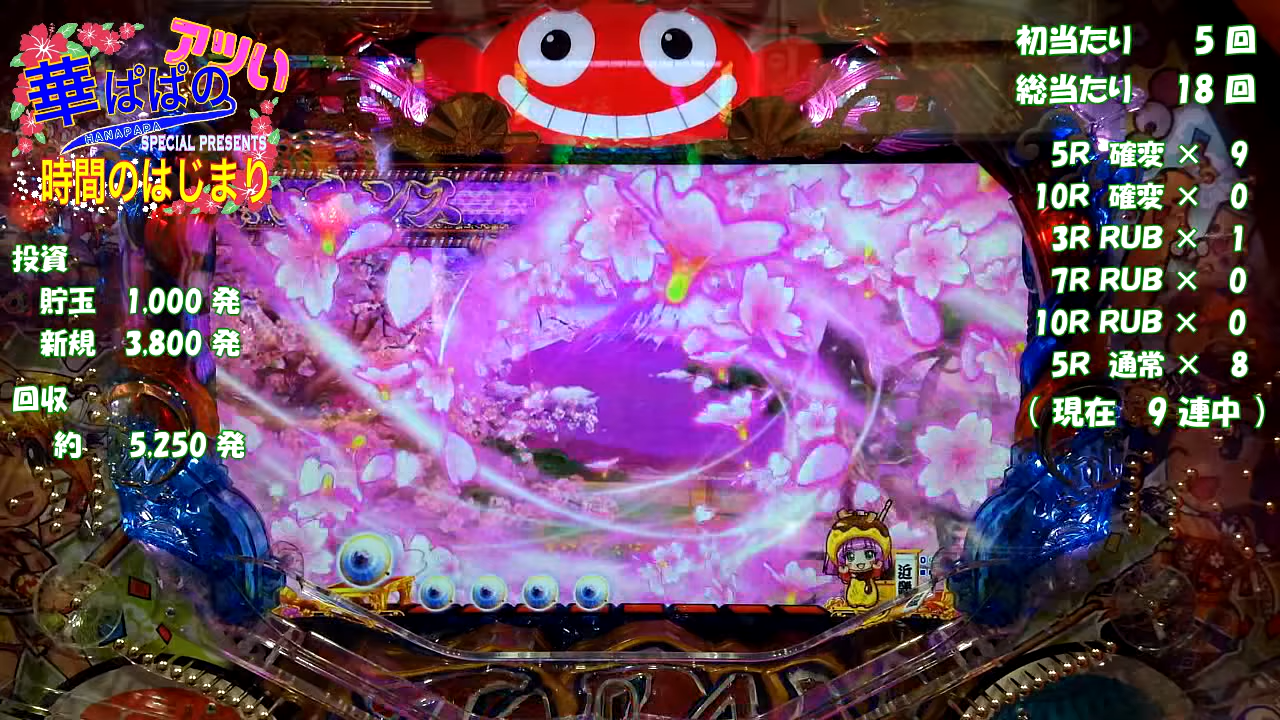 アツい
華ぱぱの
HANAPAPA
SPECIAL PRESENTS
時間のはじまり
投資
貯玉 1,000 発
新規 3,800 発
回収
約 5,250 発
初当たり 5 回
総当たり 18 回
5R 確変 × 9
10R 確変 × 0
3R RUB × 1
7R RUB × 0
10R RUB × 0
5R 通常 × 8
( 現在 9 連中 )